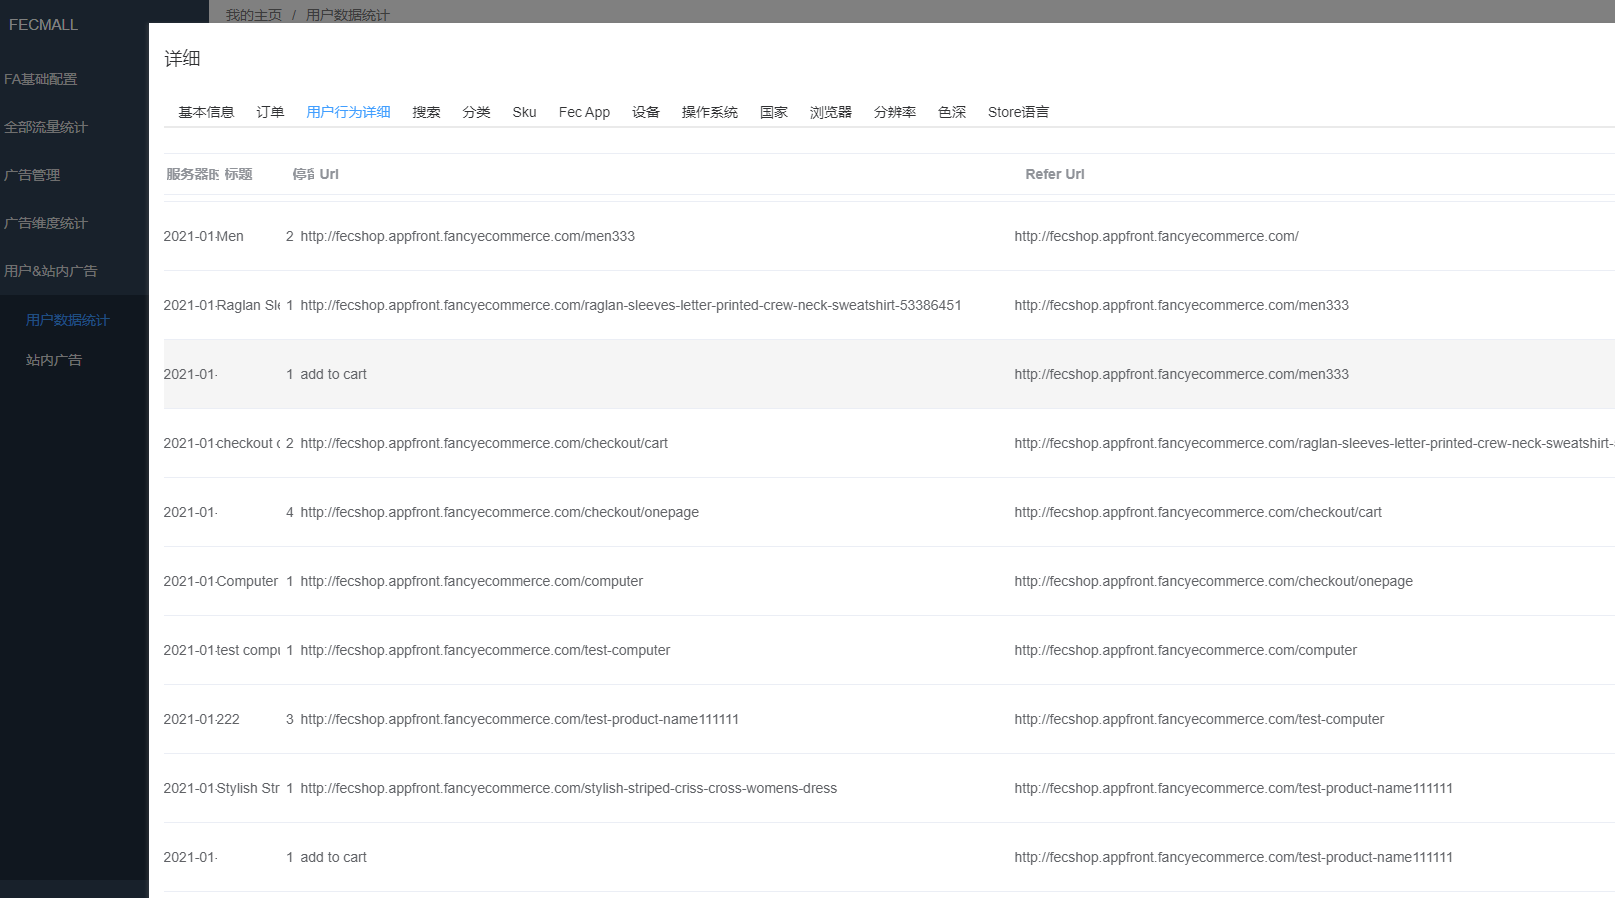 FECMALL
我的主页 / 用户数据统计
FA基础配置
全部流量统计
广告管理
广告维度统计
用户&站内广告
用户数据统计
站内广告
详细
基本信息 订单 用户行为详细 搜索 分类 Sku Fec App 设备 操作系统 国家 浏览器 分辨率 色深 Store语言
服务器 标题 停 Url Refer Url
2021-01- Men 2 http://fecshop.appfront.fancyecommerce.com/men333 http://fecshop.appfront.fancyecommerce.com/
2021-01- Raglan Sle 1 http://fecshop.appfront.fancyecommerce.com/raglan-sleeves-letter-printed-crew-neck-sweatshirt-53386451 http://fecshop.appfront.fancyecommerce.com/men333
2021-01- 1 add to cart http://fecshop.appfront.fancyecommerce.com/men333
2021-01- checkout c 2 http://fecshop.appfront.fancyecommerce.com/checkout/cart http://fecshop.appfront.fancyecommerce.com/raglan-sleeves-letter-printed-crew-neck-sweatshirt-
2021-01- 4 http://fecshop.appfront.fancyecommerce.com/checkout/onepage http://fecshop.appfront.fancyecommerce.com/checkout/cart
2021-01- Computer 1 http://fecshop.appfront.fancyecommerce.com/computer http://fecshop.appfront.fancyecommerce.com/checkout/onepage
2021-01- test compu 1 http://fecshop.appfront.fancyecommerce.com/test-computer http://fecshop.appfront.fancyecommerce.com/computer
2021-01- 222 3 http://fecshop.appfront.fancyecommerce.com/test-product-name111111 http://fecshop.appfront.fancyecommerce.com/test-computer
2021-01- Stylish Str 1 http://fecshop.appfront.fancyecommerce.com/stylish-striped-criss-cross-womens-dress http://fecshop.appfront.fancyecommerce.com/test-product-name111111
2021-01- 1 add to cart http://fecshop.appfront.fancyecommerce.com/test-product-name111111